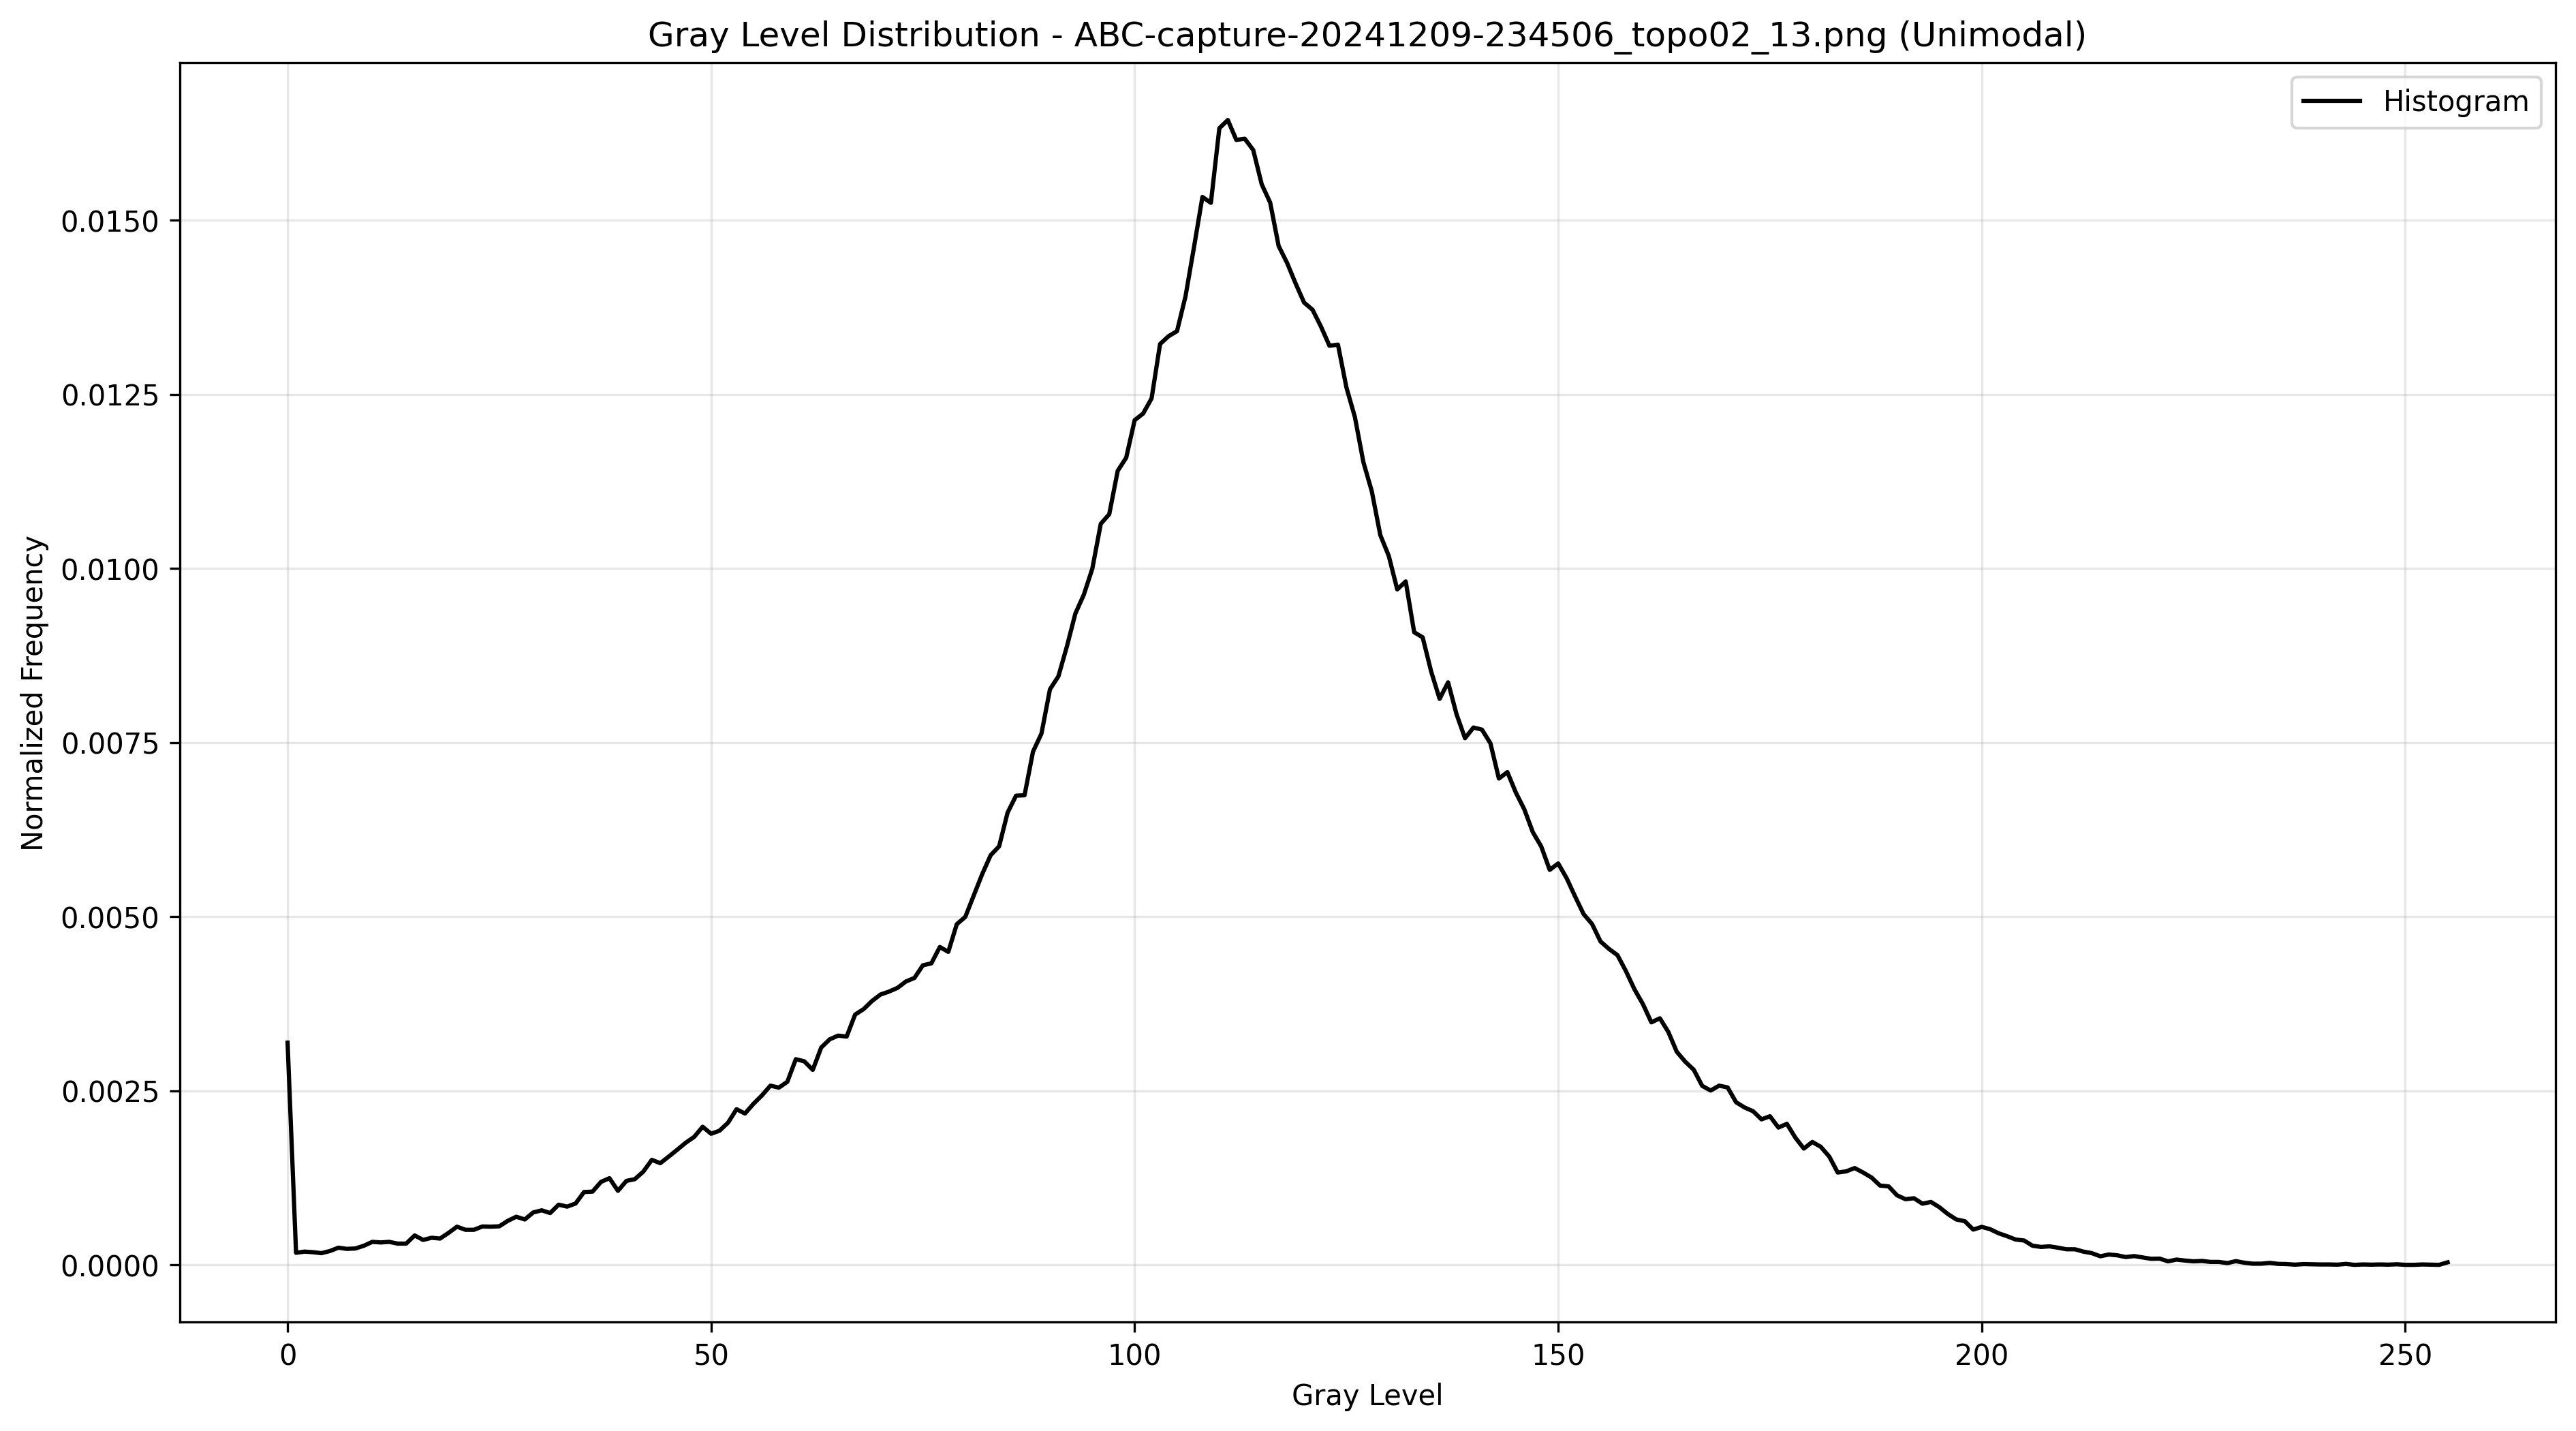 Gray Level Distribution - ABC-capture-20241209-234506_topo02_13.png (Unimodal)
Histogram
Normalized Frequency
0.0150
0.0125
0.0100
0.0075
0.0050
0.0025
0.0000
0 50 100 150 200 250
Gray Level